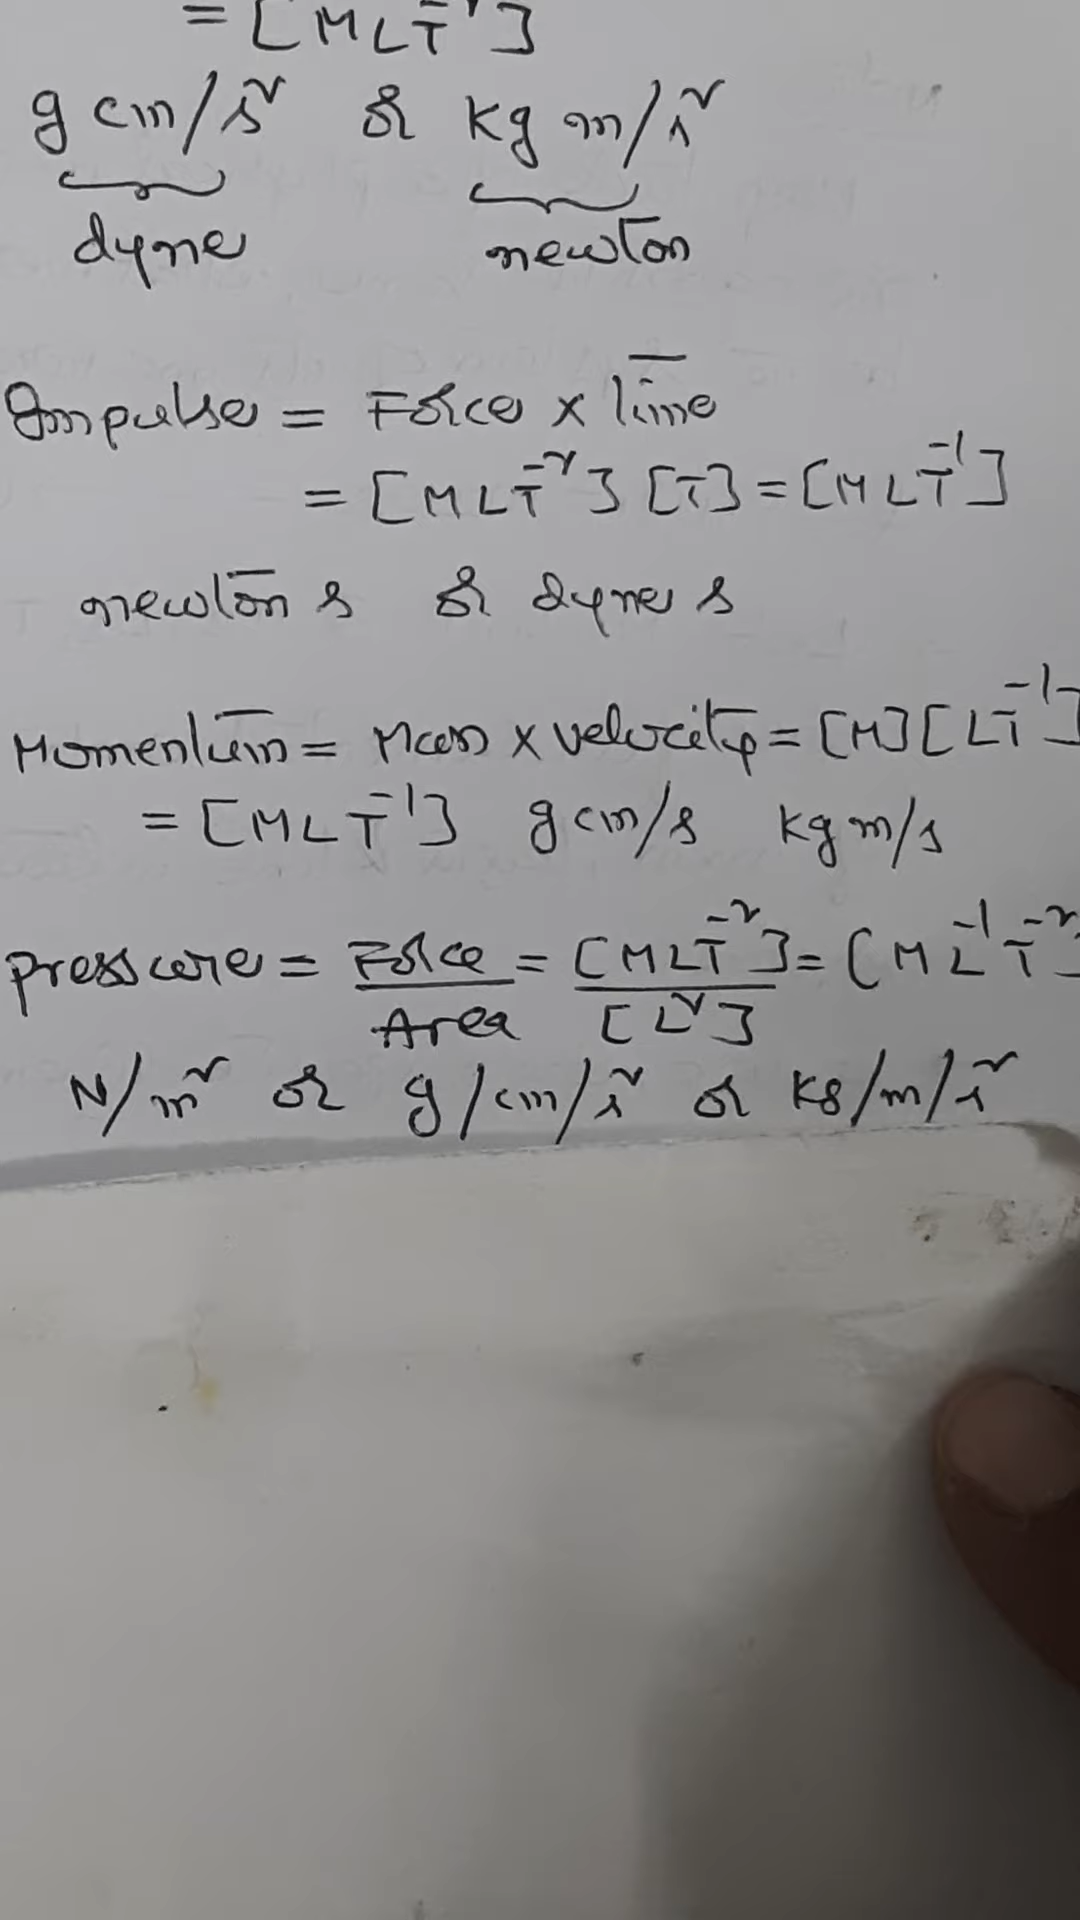 = [MLT⁻²]
g cm/s² or kg m/s²
dyne newton
Impulse = Force × time
= [MLT⁻²] [T] = [MLT⁻¹]
newton s or dyne s
Momentum = Mass × velocity = [M][LT⁻¹]
= [MLT⁻¹] g cm/s kg m/s
pressure = Force/Area = [MLT⁻²]/[L²] = [ML⁻¹T⁻²]
N/m² or g/cm/s² or kg/m/s²